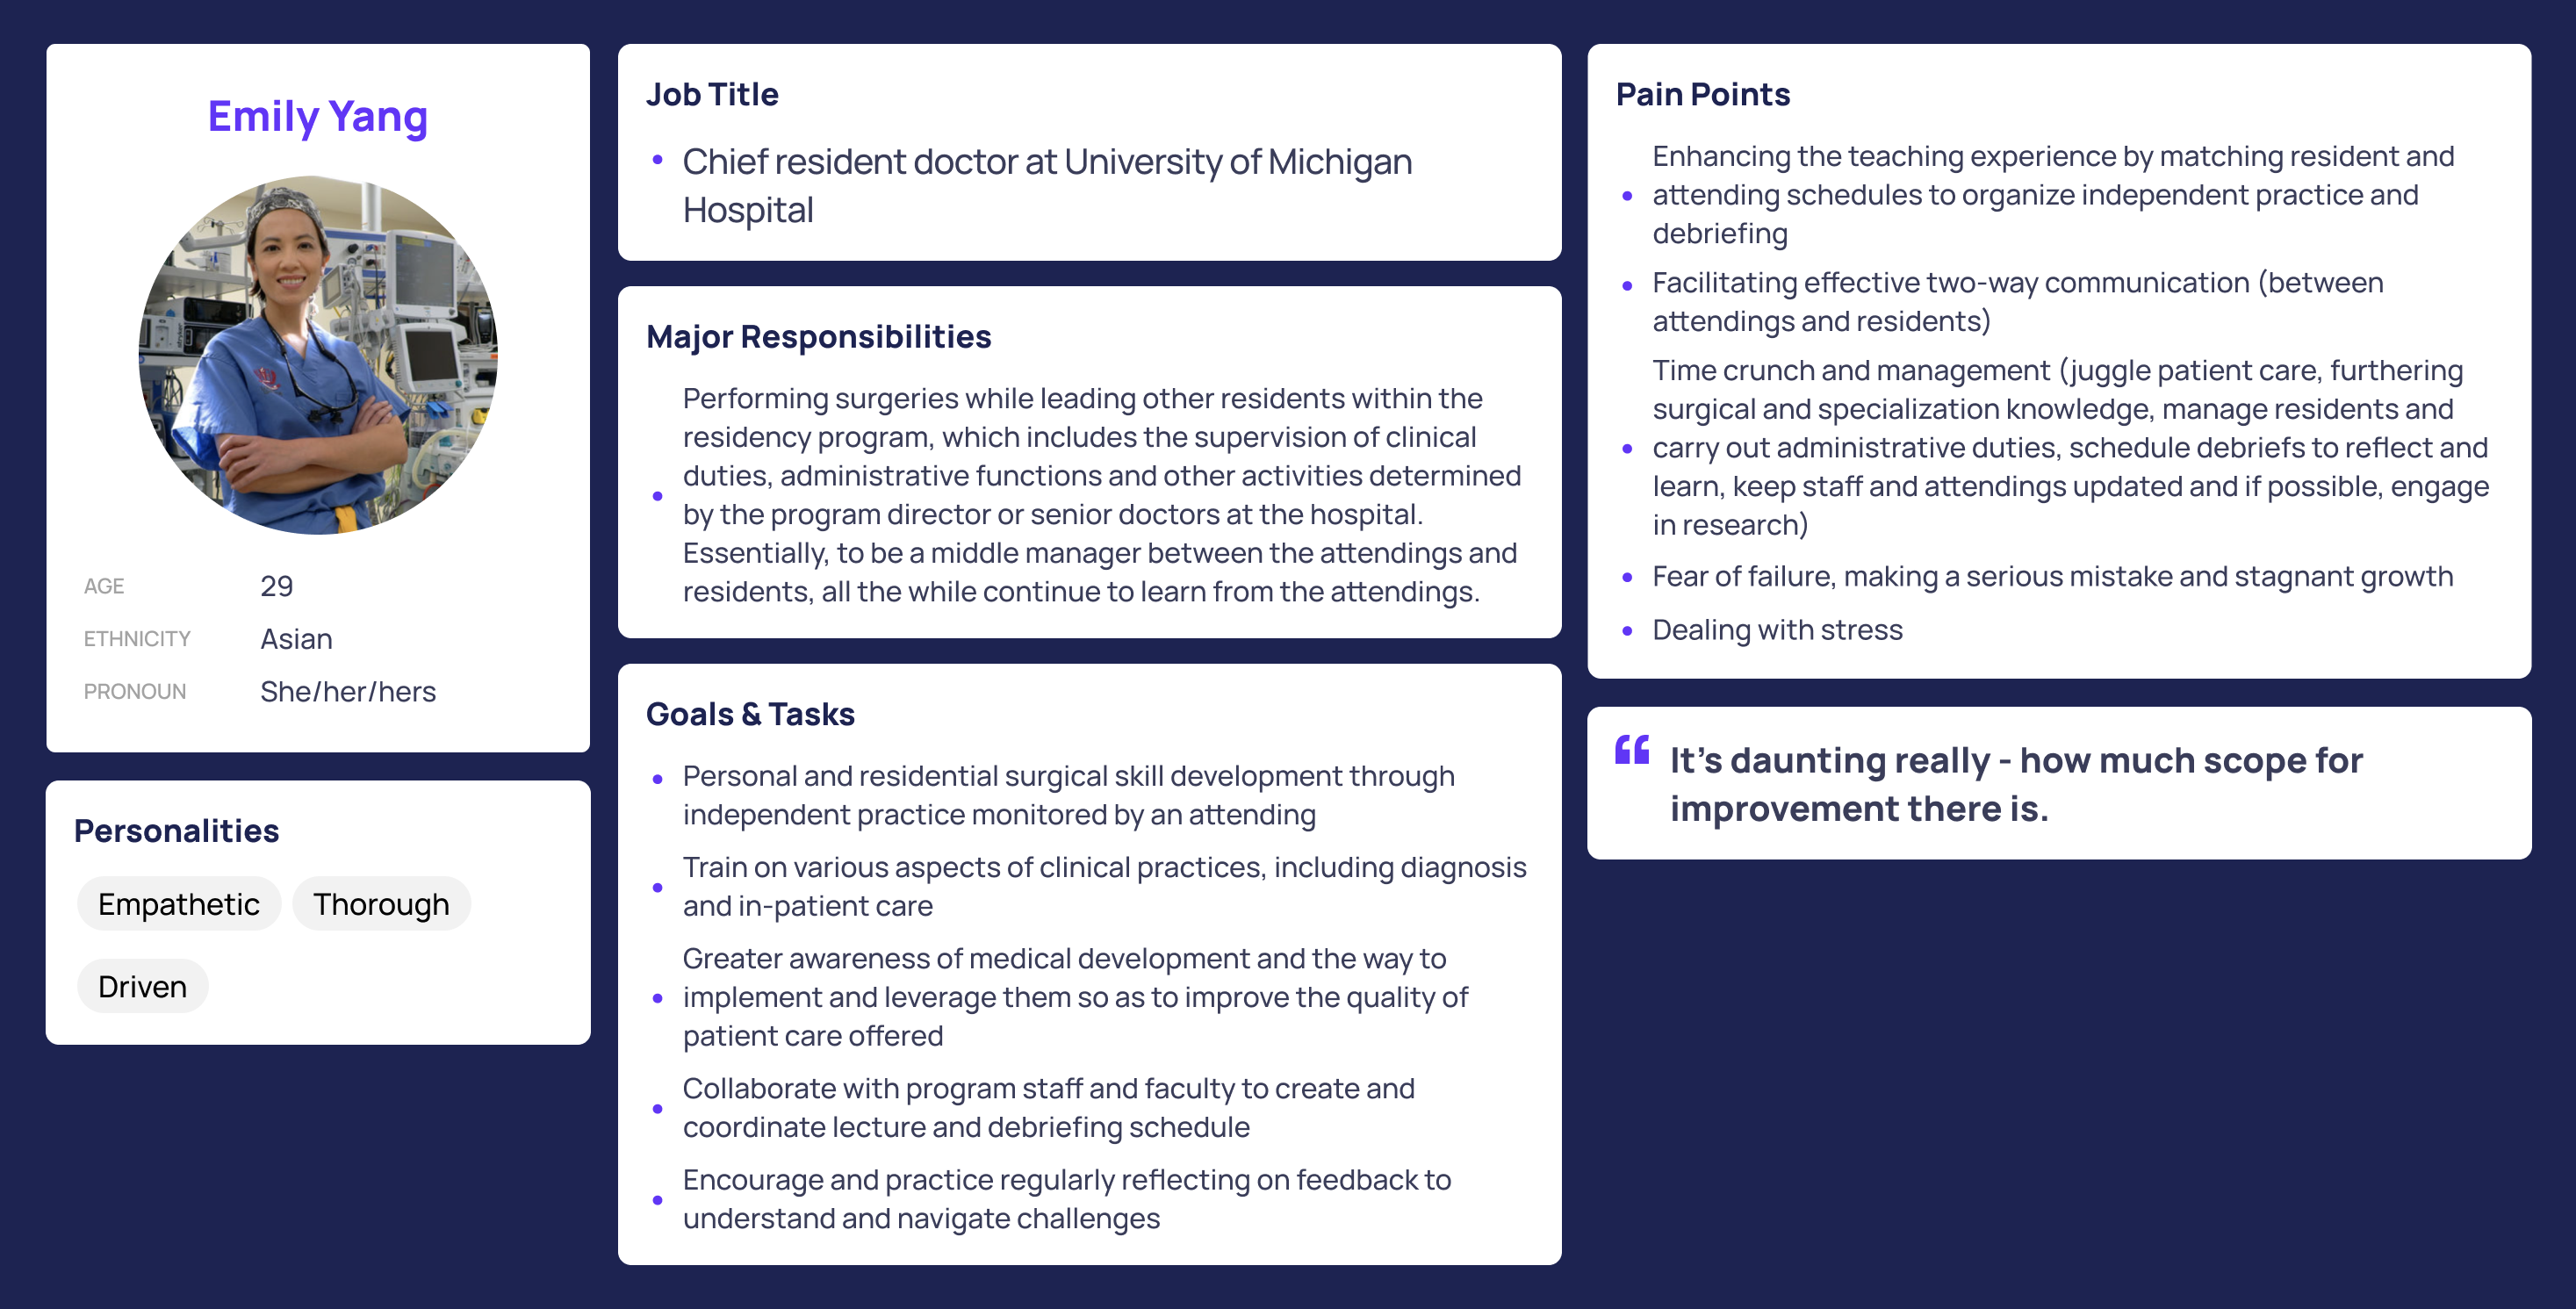 Emily Yang
AGE 29
ETHNICITY Asian
PRONOUN She/her/hers
Personalities
Empathetic Thorough
Driven
Job Title
Chief resident doctor at University of Michigan
Hospital
Major Responsibilities
Performing surgeries while leading other residents within the
residency program, which includes the supervision of clinical
duties, administrative functions and other activities determined
by the program director or senior doctors at the hospital.
Essentially, to be a middle manager between the attendings and
residents, all the while continue to learn from the attendings.
Goals & Tasks
Personal and residential surgical skill development through
independent practice monitored by an attending
Train on various aspects of clinical practices, including diagnosis
and in-patient care
Greater awareness of medical development and the way to
implement and leverage them so as to improve the quality of
patient care offered
Collaborate with program staff and faculty to create and
coordinate lecture and debriefing schedule
Encourage and practice regularly reflecting on feedback to
understand and navigate challenges
Pain Points
Enhancing the teaching experience by matching resident and
attending schedules to organize independent practice and
debriefing
Facilitating effective two-way communication (between
attendings and residents)
Time crunch and management (juggle patient care, furthering
surgical and specialization knowledge, manage residents and
carry out administrative duties, schedule debriefs to reflect and
learn, keep staff and attendings updated and if possible, engage
in research)
Fear of failure, making a serious mistake and stagnant growth
Dealing with stress
“ It’s daunting really - how much scope for
improvement there is.